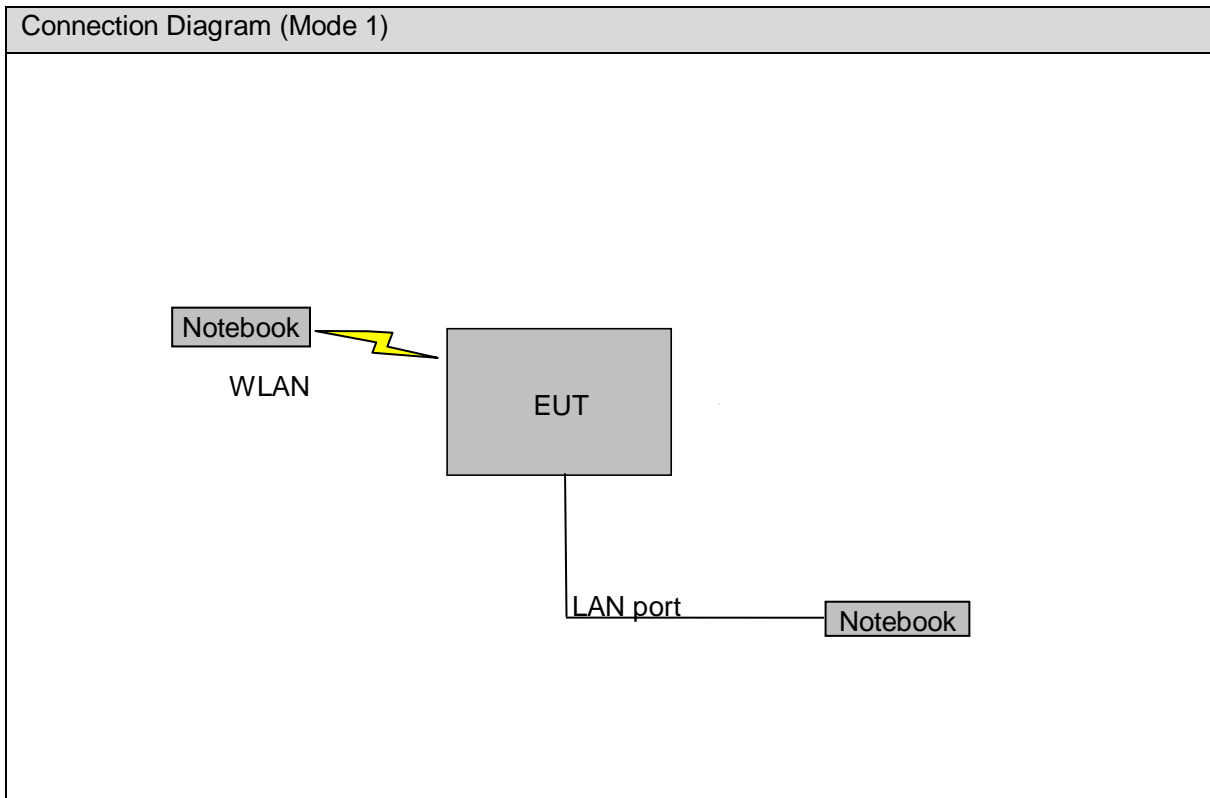 Connection Diagram (Mode 1)
Notebook
WLAN
EUT
LAN port
Notebook